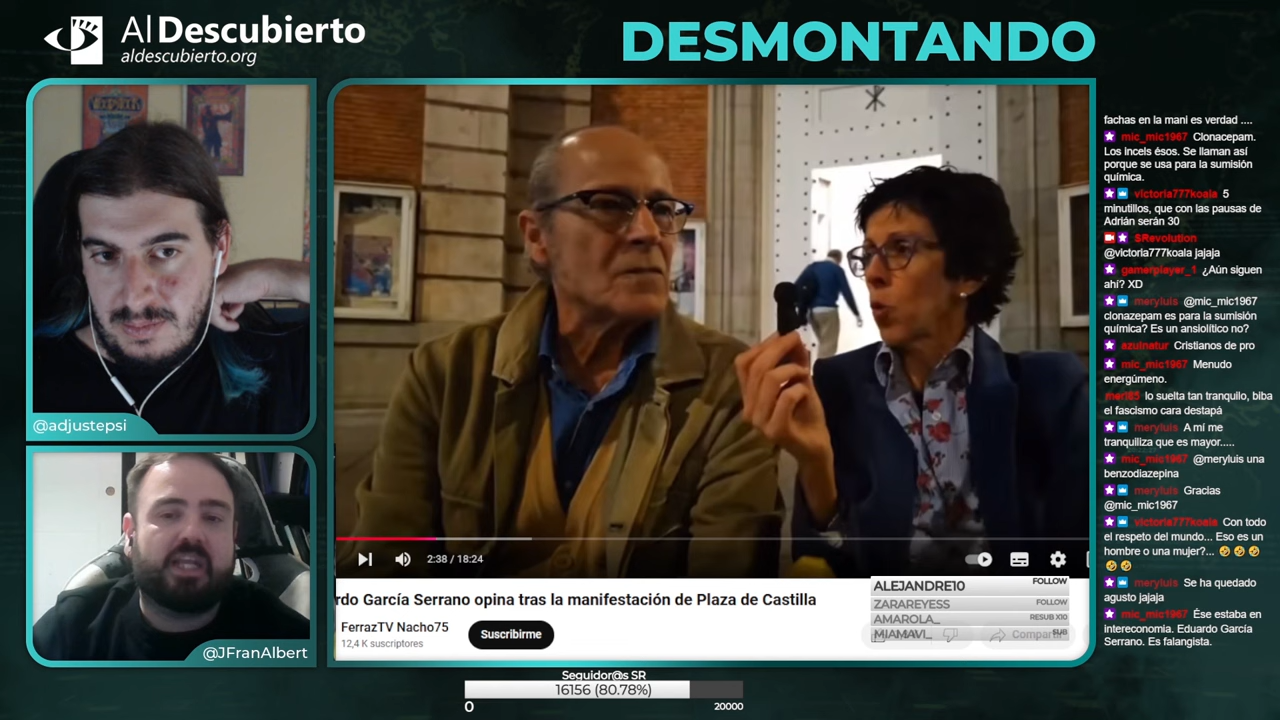 Al Descubierto
aldescubierto.org
DESMONTANDO
@adjustepsi
@JFranAlbert
2:38 / 18:24
rdo García Serrano opina tras la manifestación de Plaza de Castilla
FerrazTV Nacho75
12,4 K suscriptores
Suscribirme
ALEJANDRE10 FOLLOW
ZARAREYESS FOLLOW
AMAROLA_ RESUB X10
MIAMAVI_ SUB
Compartir
Seguidor@s SR
16156 (80.78%)
0
20000
fachas en la mani es verdad ....
mic_mic1967 Clonacepam.
Los incels ésos. Se llaman así
porque se usa para la sumisión
química.
victoria777koala 5
minutillos, que con las pausas de
Adrián serán 30
SRevolution
@victoria777koala jajaja
gamerplayer_1 ¿Aún siguen
ahí? XD
meryluis @mic_mic1967
clonazepam es para la sumisión
química? Es un ansiolítico no?
azulnatur Cristianos de pro
mic_mic1967 Menudo
energúmeno.
meri65 lo suelta tan tranquilo, biba
el fascismo cara destapá
meryluis A mí me
tranquiliza que es mayor.....
mic_mic1967 @meryluis una
benzodiazepina
meryluis Gracias
@mic_mic1967
victoria777koala Con todo
el respeto del mundo... Eso es un
hombre o una mujer?... 🤣🤣🤣
🤣🤣
meryluis Se ha quedado
agusto jajaja
mic_mic1967 Ése estaba en
intereconomia. Eduardo García
Serrano. Es falangista.